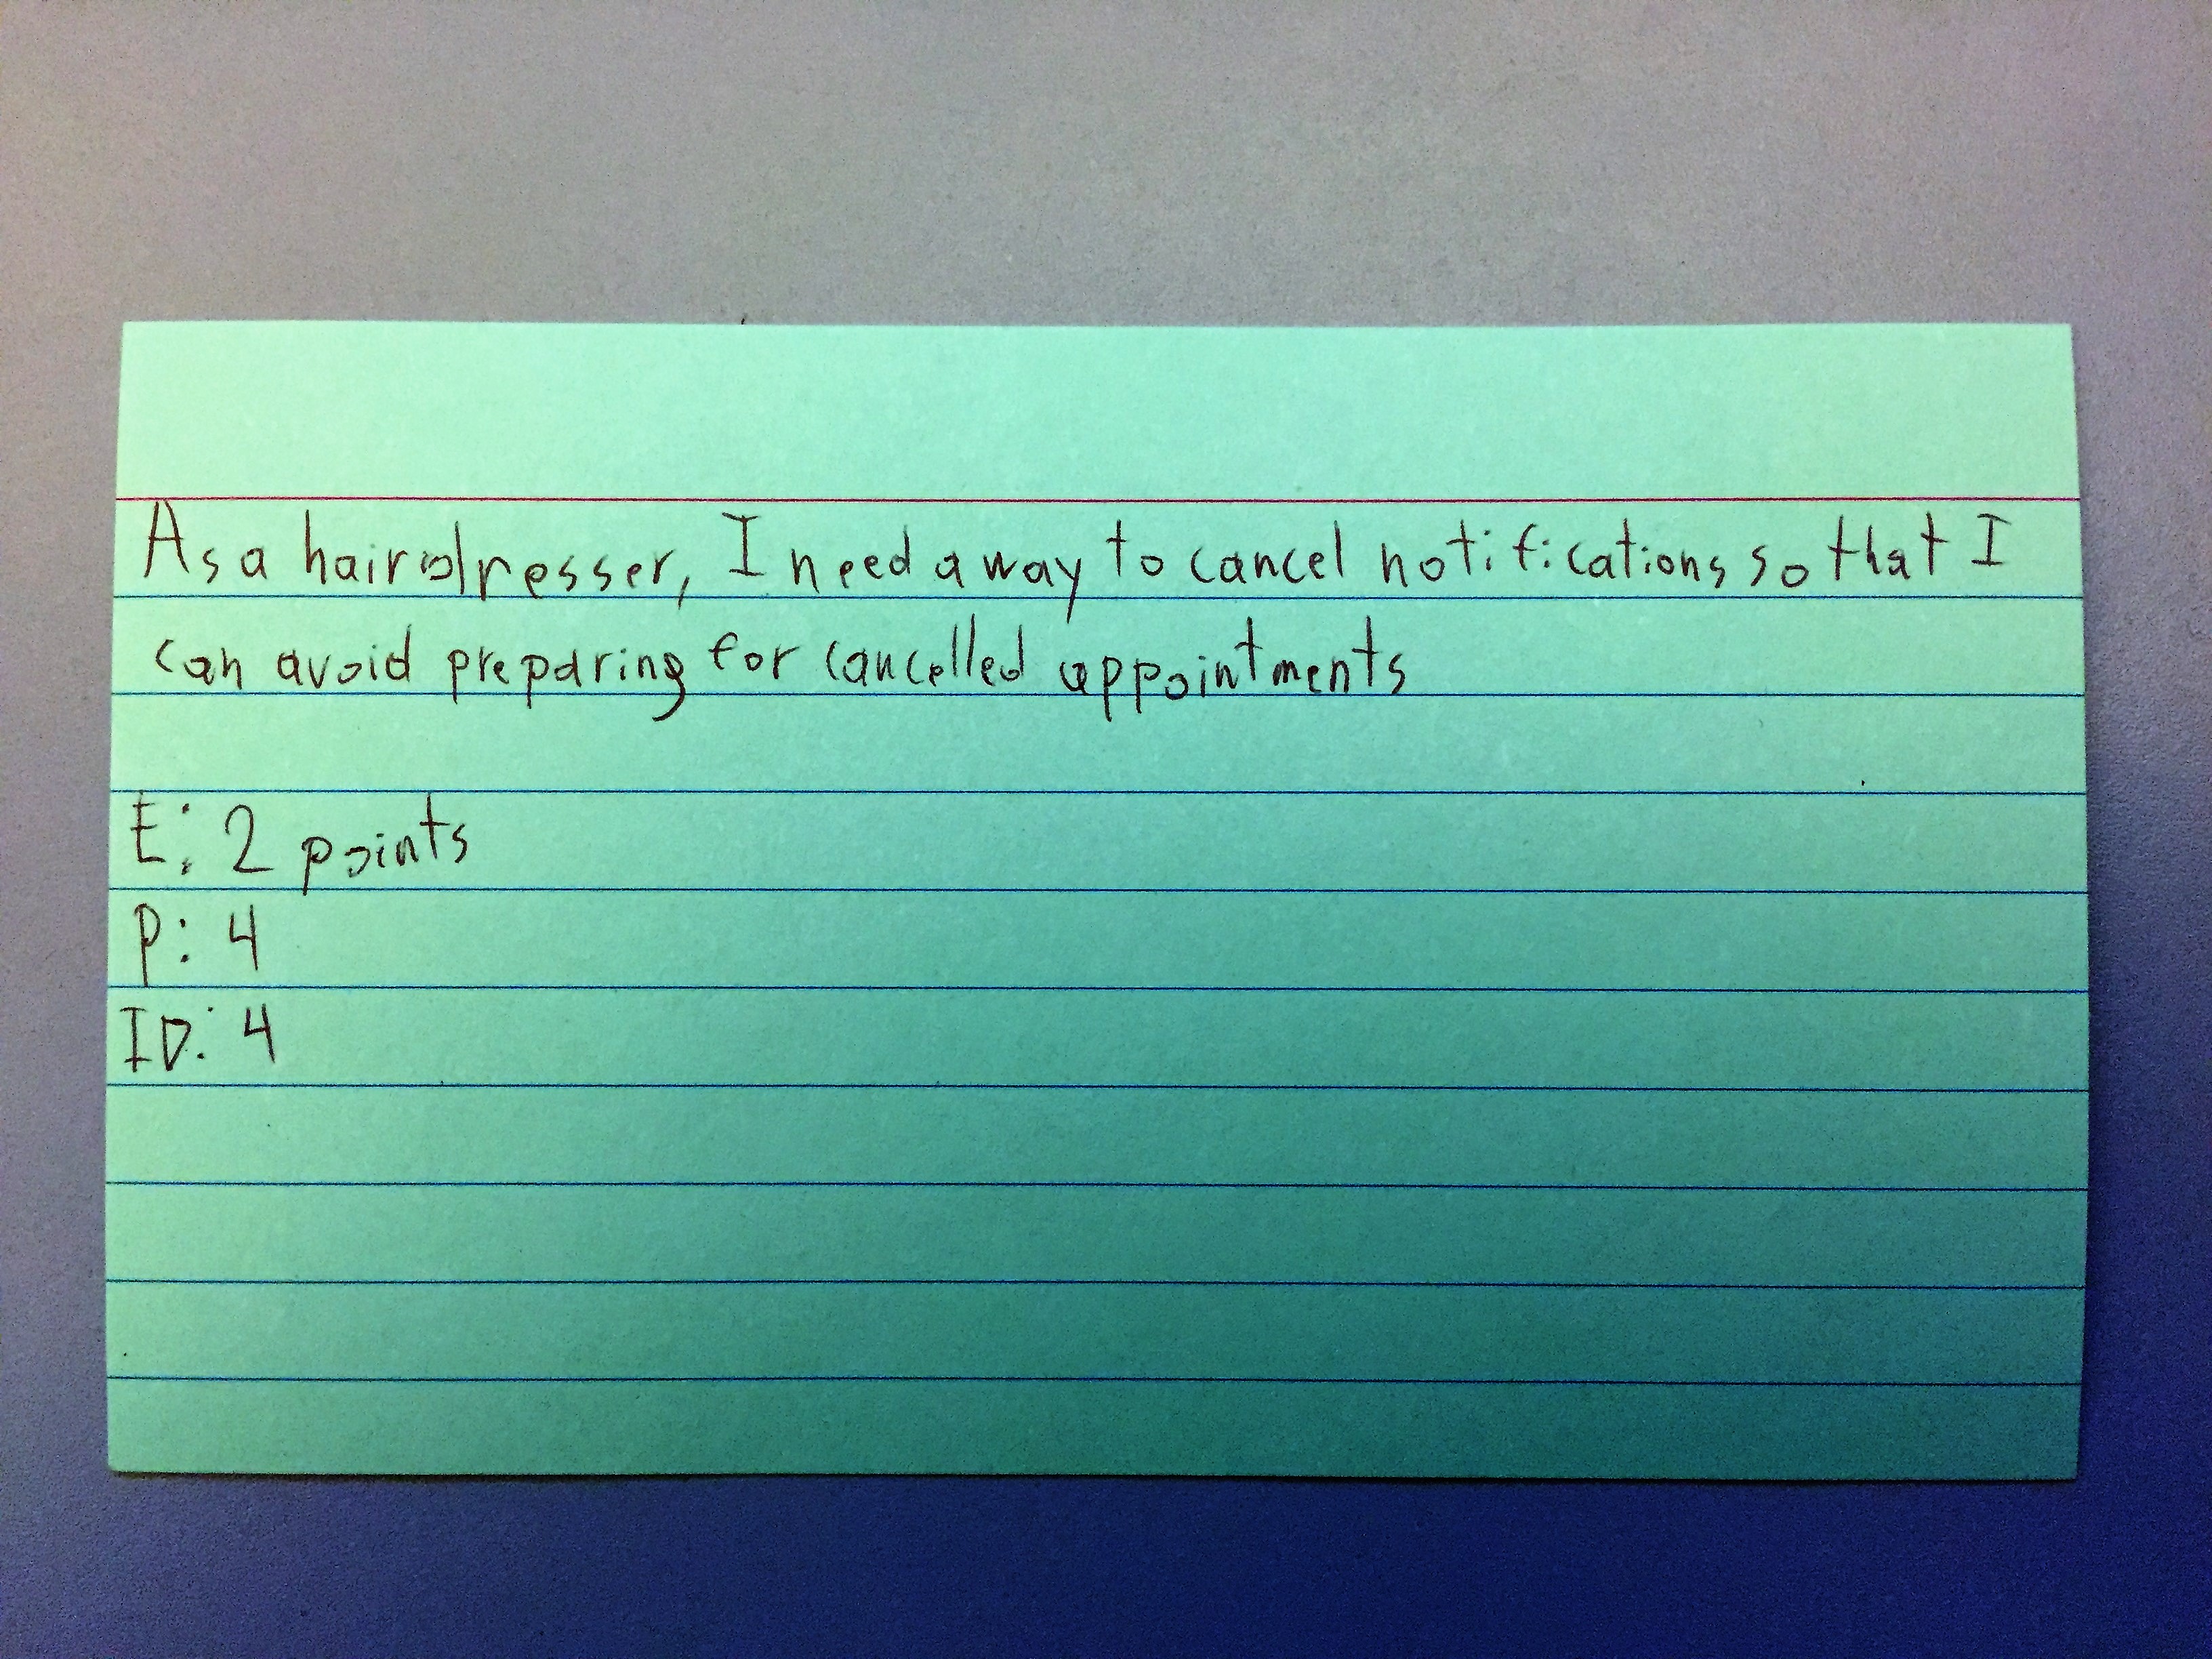 As a hairdresser, I need a way to cancel notifications so that I
can avoid preparing for cancelled appointments
E: 2 points
P: 4
ID: 4